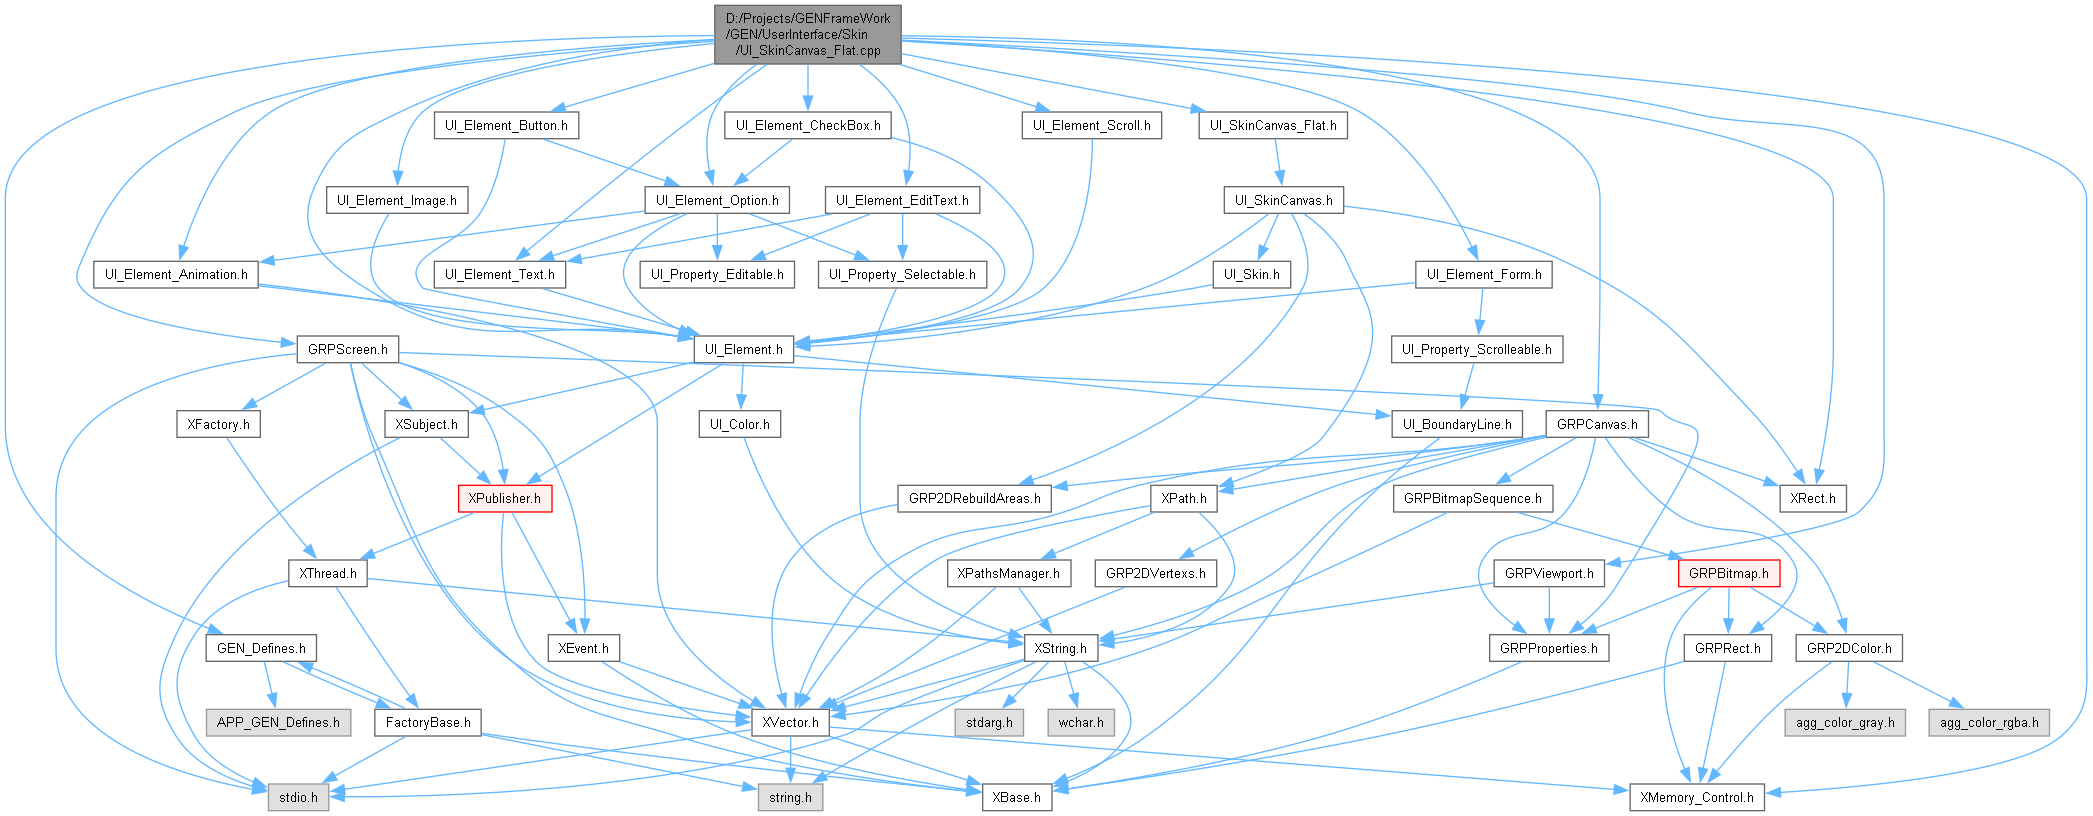 D:/Projects/GENFrameWork
/GEN/UserInterface/Skin
/UI_SkinCanvas_Flat.cpp
UI_Element_Button.h
UI_Element_CheckBox.h
UI_Element_Scroll.h
UI_SkinCanvas_Flat.h
UI_Element_Image.h
UI_Element_Option.h
UI_Element_EditText.h
UI_SkinCanvas.h
UI_Element_Animation.h
UI_Element_Text.h
UI_Property_Editable.h
UI_Property_Selectable.h
UI_Skin.h
UI_Element_Form.h
GRPScreen.h
UI_Element.h
UI_Property_Scrolleable.h
XFactory.h
XSubject.h
UI_Color.h
UI_BoundaryLine.h
GRPCanvas.h
XPublisher.h
GRP2DRebuildAreas.h
XPath.h
GRPBitmapSequence.h
XRect.h
XThread.h
XPathsManager.h
GRP2DVertexs.h
GRPViewport.h
GRPBitmap.h
GEN_Defines.h
XEvent.h
XString.h
GRPProperties.h
GRPRect.h
GRP2DColor.h
APP_GEN_Defines.h
FactoryBase.h
XVector.h
stdarg.h
wchar.h
agg_color_gray.h
agg_color_rgba.h
stdio.h
string.h
XBase.h
XMemory_Control.h